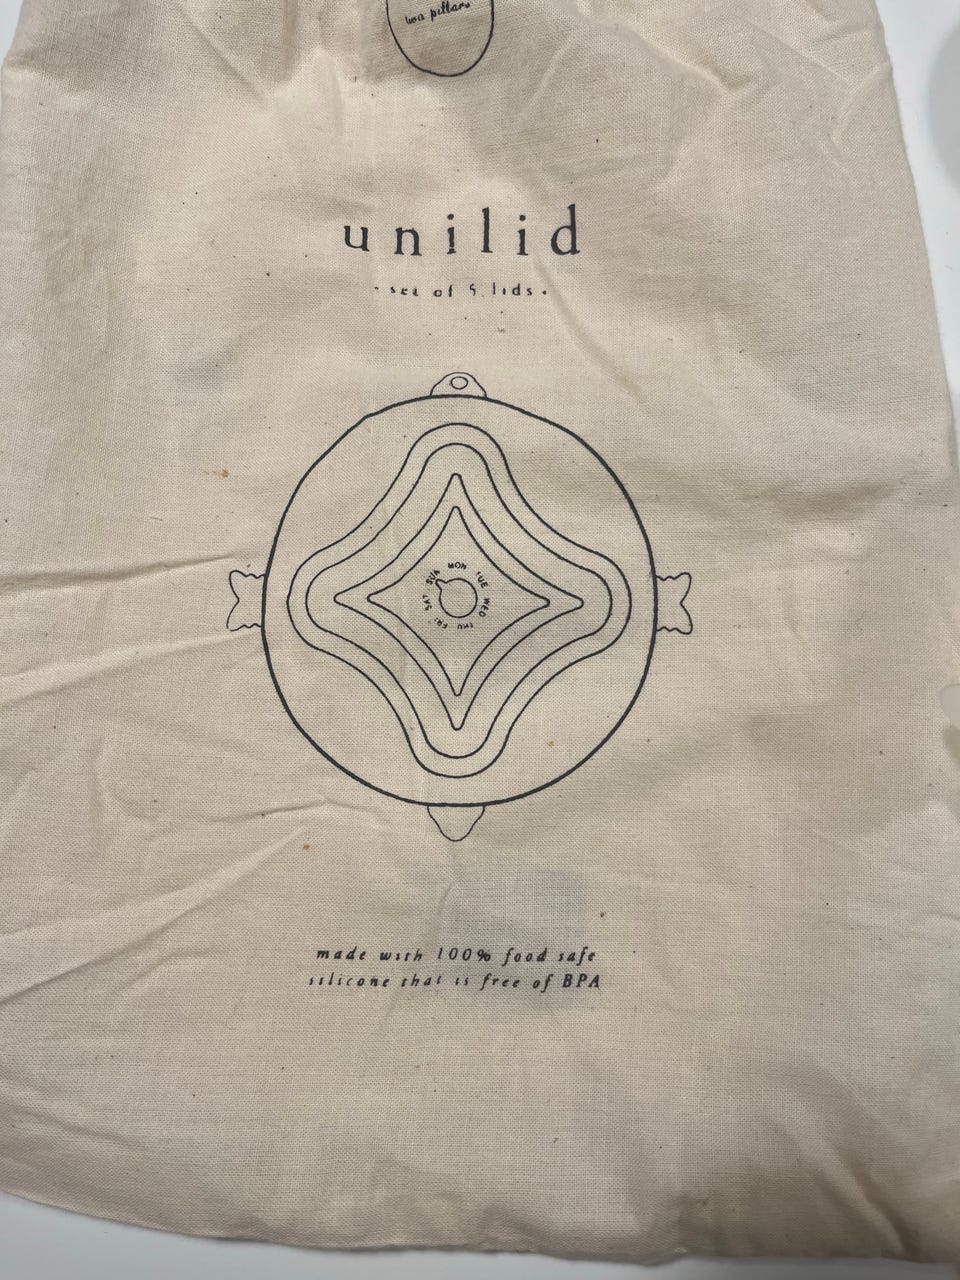 two pillars
unilid
- set of 5 lids -
MON TUE WED THU FRI SAT SUN
made with 100% food safe
silicone that is free of BPA